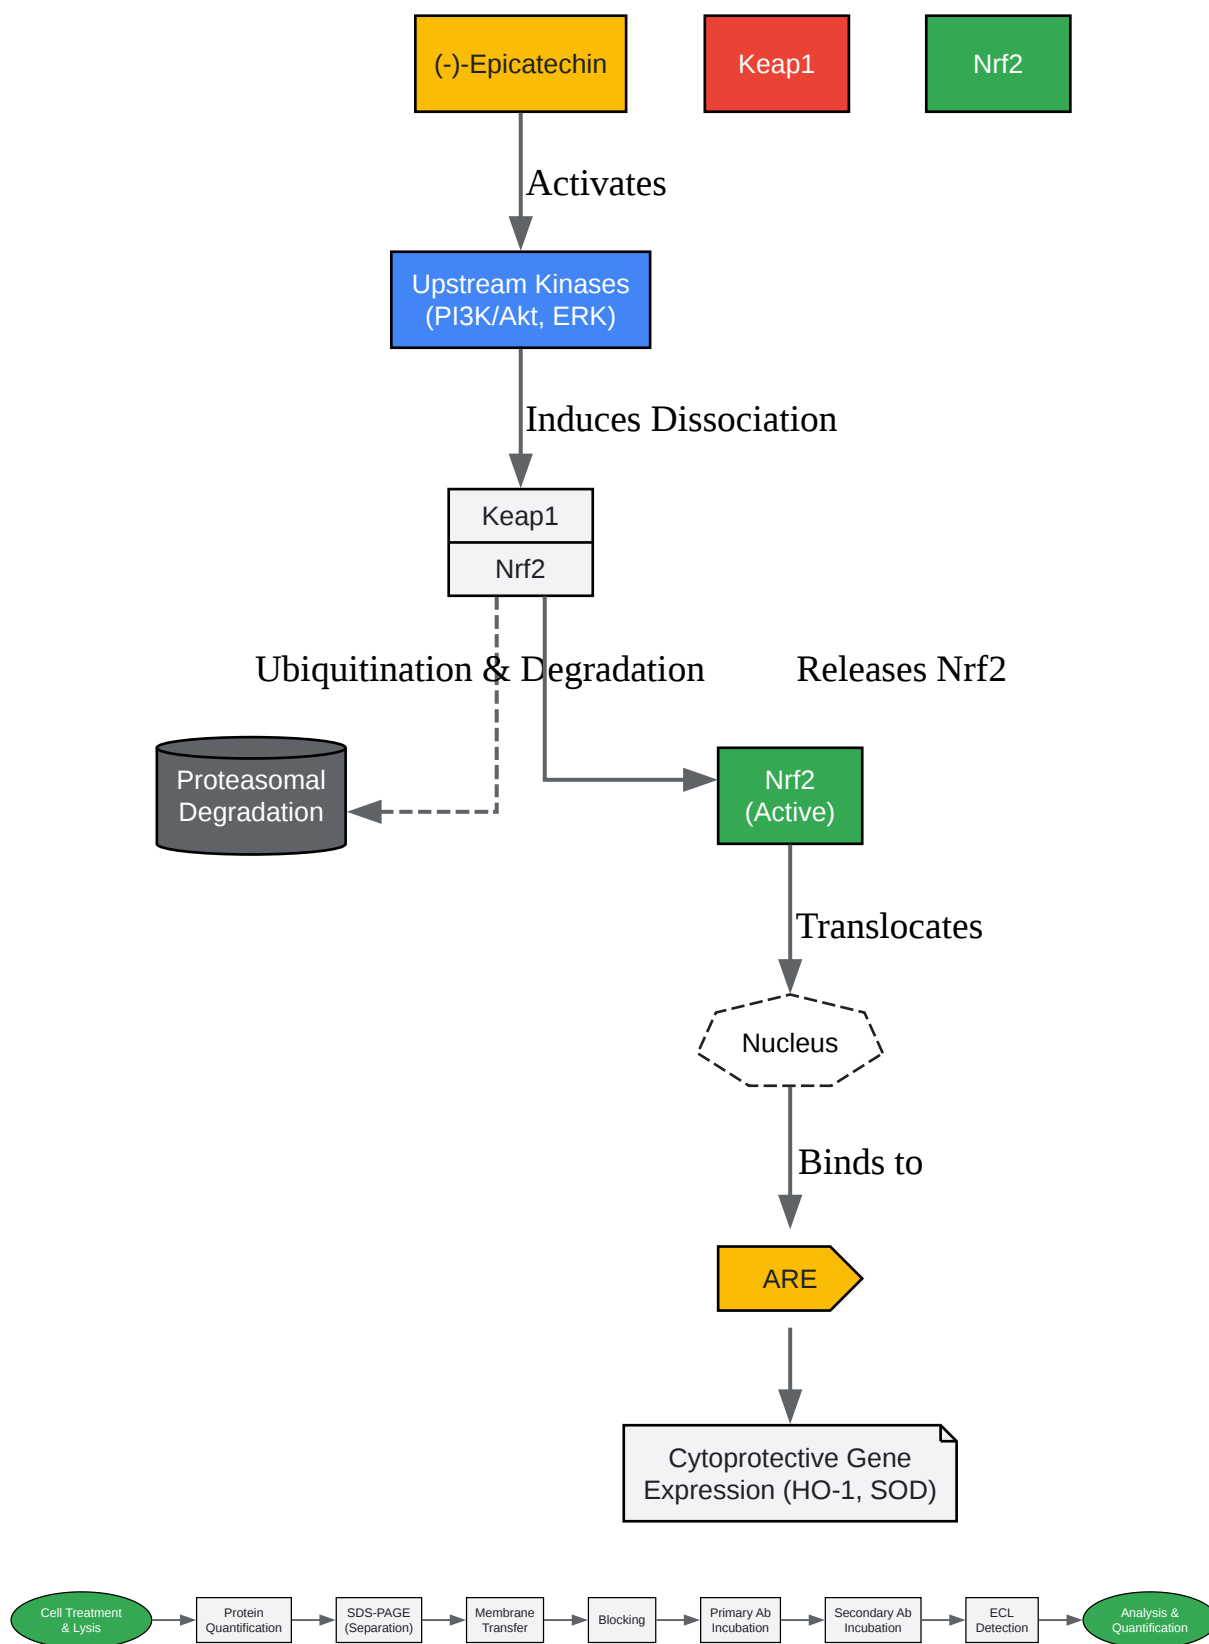 (-)-Epicatechin
Keap1
Nrf2
Activates
Upstream Kinases
(PI3K/Akt, ERK)
Induces Dissociation
Keap1
Nrf2
Ubiquitination & Degradation
Releases Nrf2
Proteasomal
Degradation
Nrf2
(Active)
Translocates
Nucleus
Binds to
ARE
Cytoprotective Gene
Expression (HO-1, SOD)
Cell Treatment
& Lysis
Protein
Quantification
SDS-PAGE
(Separation)
Membrane
Transfer
Blocking
Primary Ab
Incubation
Secondary Ab
Incubation
ECL
Detection
Analysis &
Quantification